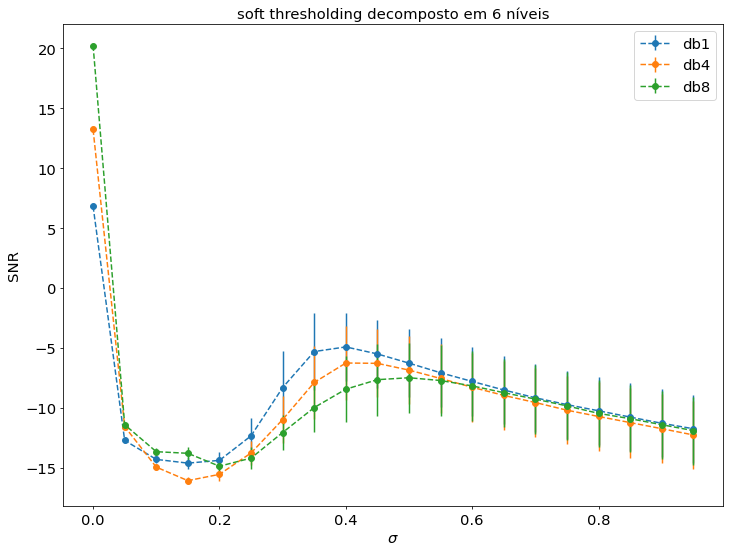 soft thresholding decomposto em 6 níveis
db1
db4
db8
SNR
20
15
10
5
0
−5
−10
−15
0.0 0.2 0.4 0.6 0.8
σ